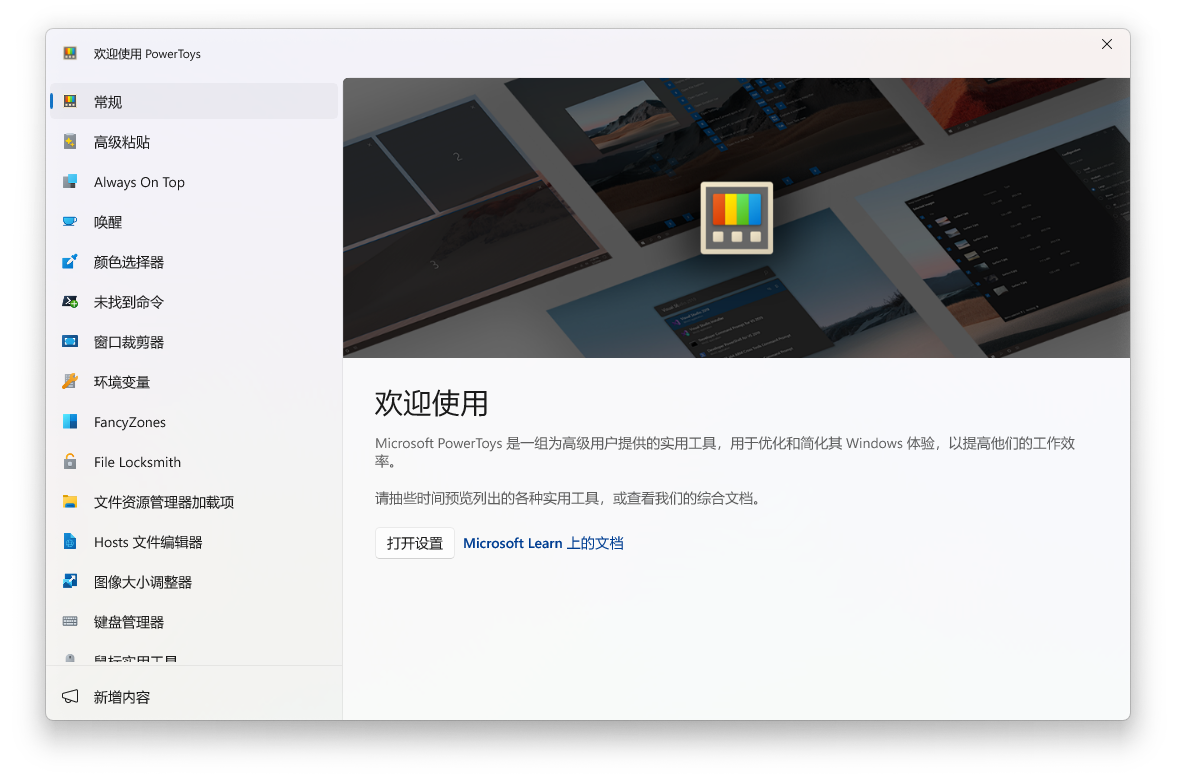 欢迎使用 PowerToys
常规
高级粘贴
Always On Top
唤醒
颜色选择器
未找到命令
窗口裁剪器
环境变量
FancyZones
File Locksmith
文件资源管理器加载项
Hosts 文件编辑器
图像大小调整器
键盘管理器
鼠标实用工具
新增内容
2
3
欢迎使用
Microsoft PowerToys 是一组为高级用户提供的实用工具，用于优化和简化其 Windows 体验，以提高他们的工作效
率。
请抽些时间预览列出的各种实用工具，或查看我们的综合文档。
打开设置
Microsoft Learn 上的文档